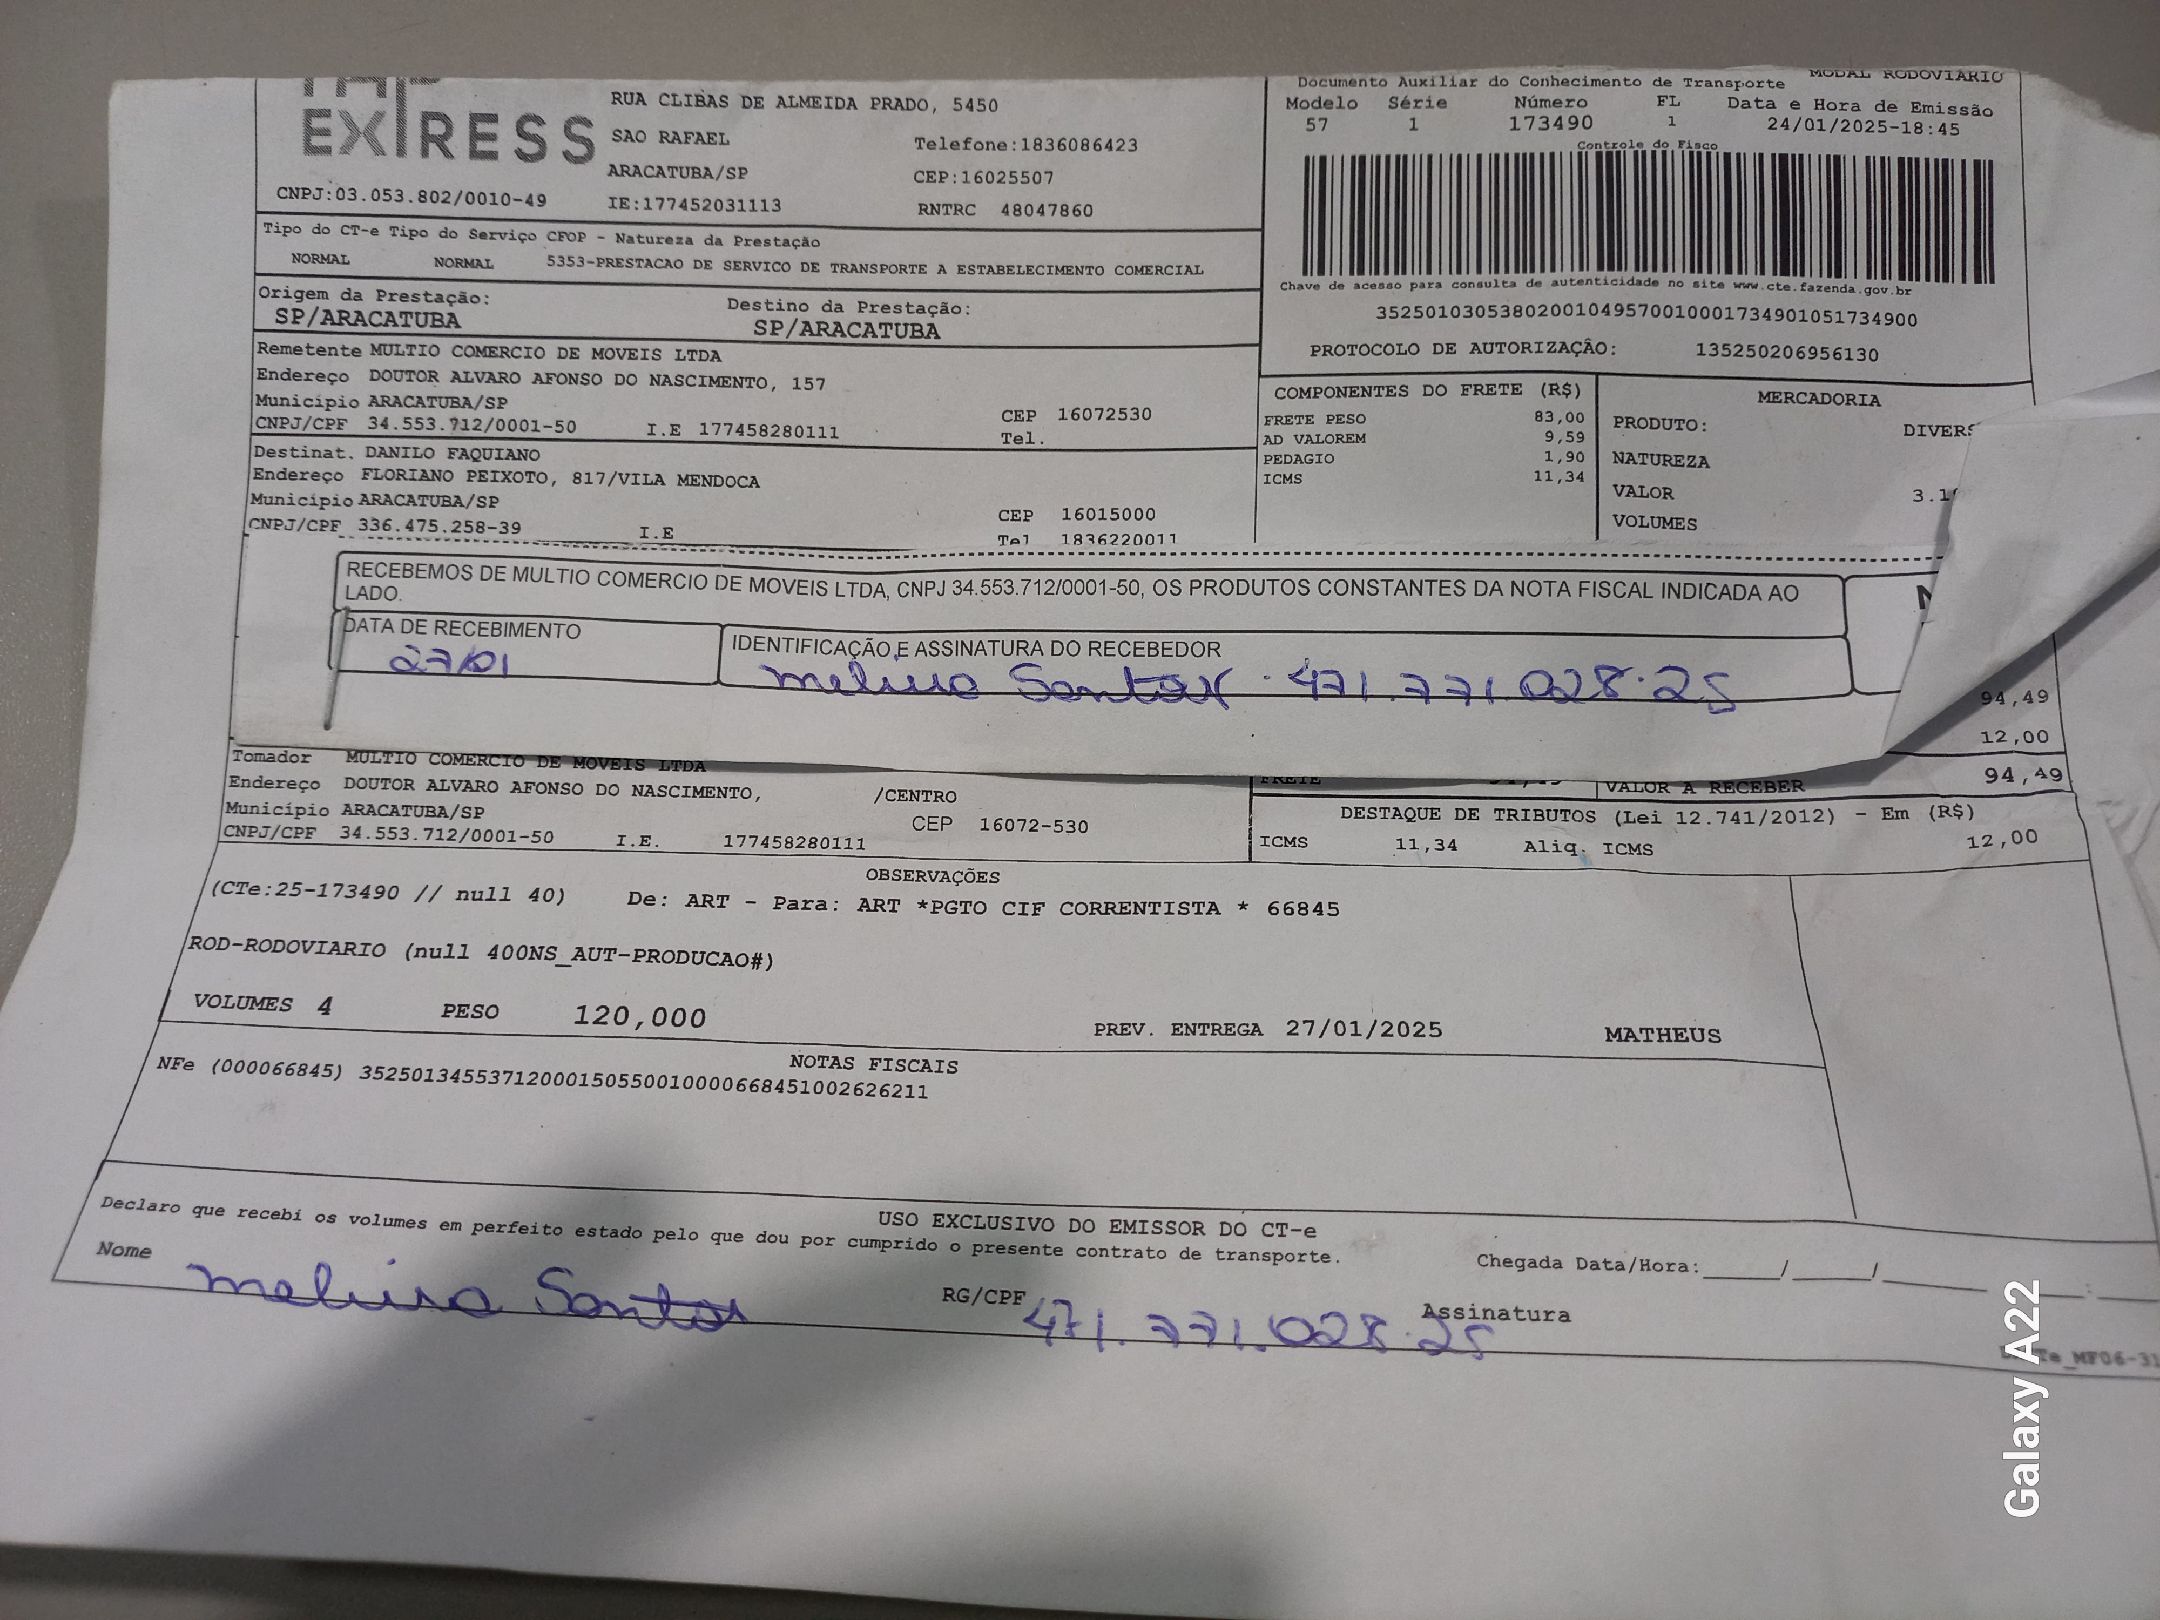 EXPRESS
RUA CLIBAS DE ALMEIDA PRADO, 5450
SAO RAFAEL Telefone:1836086423
ARACATUBA/SP CEP:16025507
CNPJ:03.053.802/0010-49 IE:177452031113 RNTRC 48047860
Documento Auxiliar do Conhecimento de Transporte MODAL RODOVIARIO
Modelo Série Número FL Data e Hora de Emissão
57 1 173490 1 24/01/2025-18:45
Controle do Fisco
Chave de acesso para consulta de autenticidade no site www.cte.fazenda.gov.br
35250103053802001049570010001734901051734900
PROTOCOLO DE AUTORIZAÇÃO: 135250206956130
Tipo do CT-e Tipo do Serviço CFOP - Natureza da Prestação
NORMAL NORMAL 5353-PRESTACAO DE SERVICO DE TRANSPORTE A ESTABELECIMENTO COMERCIAL
Origem da Prestação: Destino da Prestação:
SP/ARACATUBA SP/ARACATUBA
Remetente MULTIO COMERCIO DE MOVEIS LTDA
Endereço DOUTOR ALVARO AFONSO DO NASCIMENTO, 157
Município ARACATUBA/SP CEP 16072530
CNPJ/CPF 34.553.712/0001-50 I.E 177458280111 Tel.
Destinat. DANILO FAQUIANO
Endereço FLORIANO PEIXOTO, 817/VILA MENDOCA
Município ARACATUBA/SP CEP 16015000
CNPJ/CPF 336.475.258-39 I.E Tel 1836220011
COMPONENTES DO FRETE (R$)
FRETE PESO 83,00
AD VALOREM 9,59
PEDAGIO 1,90
ICMS 11,34
MERCADORIA
PRODUTO:
NATUREZA
VALOR
VOLUMES
RECEBEMOS DE MULTIO COMERCIO DE MOVEIS LTDA, CNPJ 34.553.712/0001-50, OS PRODUTOS CONSTANTES DA NOTA FISCAL INDICADA AO
LADO.
DATA DE RECEBIMENTO IDENTIFICAÇÃO E ASSINATURA DO RECEBEDOR
27/01 Melissa Santos 471.771.028.25
94,49
12,00
Tomador MULTIO COMERCIO DE MOVEIS LTDA
Endereço DOUTOR ALVARO AFONSO DO NASCIMENTO, /CENTRO
Município ARACATUBA/SP CEP 16072-530
CNPJ/CPF 34.553.712/0001-50 I.E. 177458280111
FRETE VALOR A RECEBER 94,49
DESTAQUE DE TRIBUTOS (Lei 12.741/2012) - Em (R$)
ICMS 11,34 Aliq. ICMS 12,00
OBSERVAÇÕES
(CTe:25-173490 // null 40) De: ART - Para: ART *PGTO CIF CORRENTISTA * 66845
ROD-RODOVIARIO (null 400NS_AUT-PRODUCAO#)
VOLUMES 4 PESO 120,000 PREV. ENTREGA 27/01/2025 MATHEUS
NOTAS FISCAIS
NFe (000066845) 35250134553712000150550010000668451002626211
USO EXCLUSIVO DO EMISSOR DO CT-e
Declaro que recebi os volumes em perfeito estado pelo que dou por cumprido o presente contrato de transporte.
Chegada Data/Hora:_____/_____/
Nome Melissa Santos RG/CPF 471.771.028.25 Assinatura
Galaxy A22